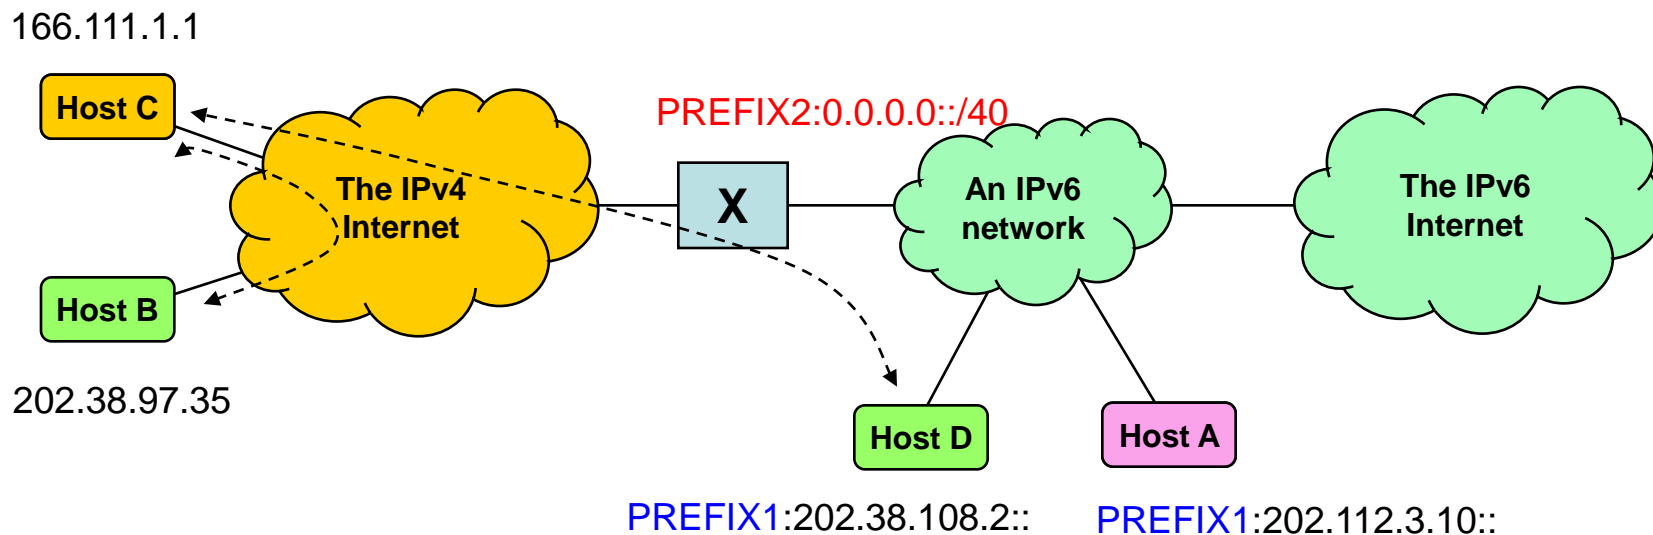 166.111.1.1
Host C
PREFIX2:0.0.0.0::/40
The IPv4
Internet
X
An IPv6
network
The IPv6
Internet
Host B
202.38.97.35
Host D
Host A
PREFIX1:202.38.108.2::
PREFIX1:202.112.3.10::